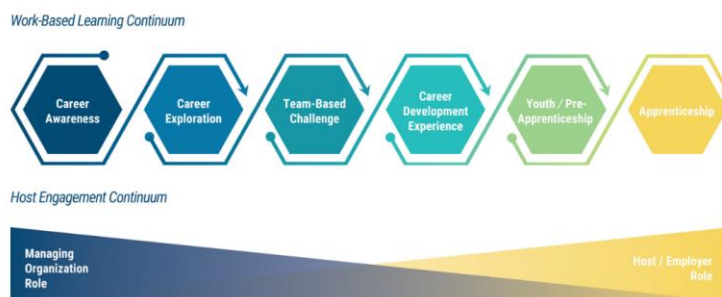 Work-Based Learning Continuum
Career
Awareness
Career
Exploration
Team-Based
Challenge
Career
Development
Experience
Youth / Pre-
Apprenticeship
Apprenticeship
Host Engagement Continuum
Managing
Organization
Role
Host / Employer
Role